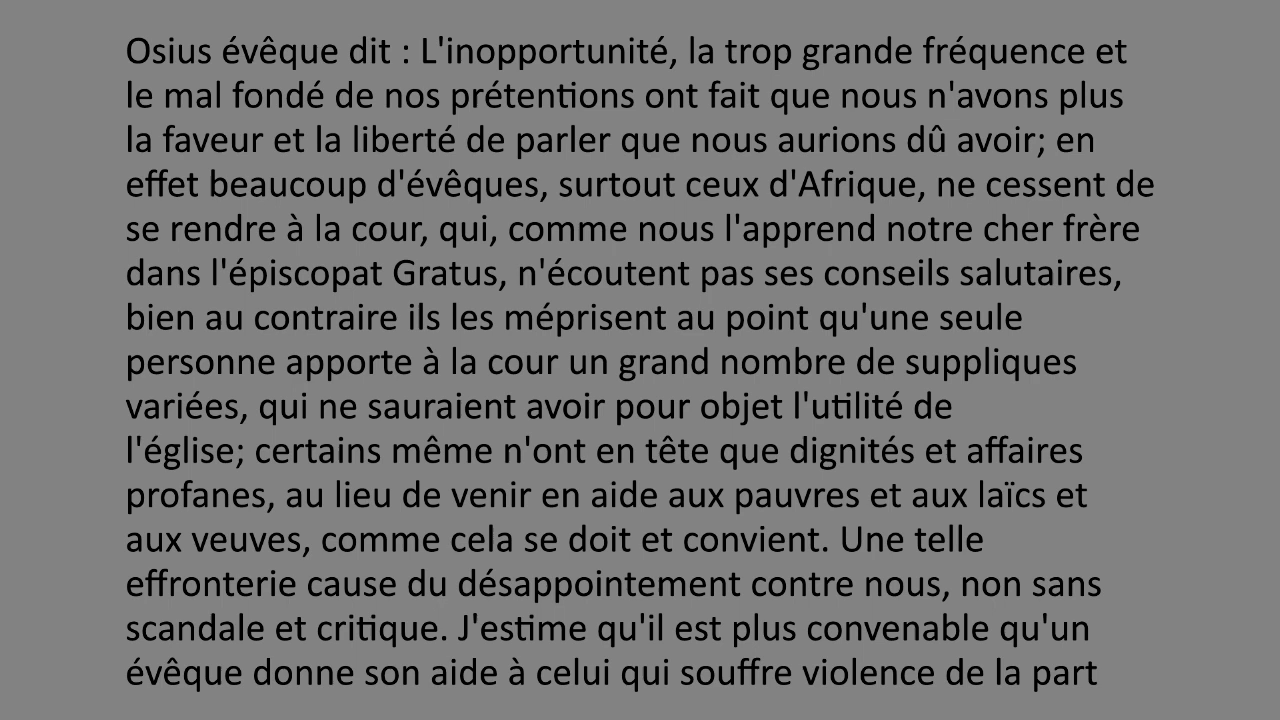 Osius évêque dit : L'inopportunité, la trop grande fréquence et
le mal fondé de nos prétentions ont fait que nous n'avons plus
la faveur et la liberté de parler que nous aurions dû avoir; en
effet beaucoup d'évêques, surtout ceux d'Afrique, ne cessent de
se rendre à la cour, qui, comme nous l'apprend notre cher frère
dans l'épiscopat Gratus, n'écoutent pas ses conseils salutaires,
bien au contraire ils les méprisent au point qu'une seule
personne apporte à la cour un grand nombre de suppliques
variées, qui ne sauraient avoir pour objet l'utilité de
l'église; certains même n'ont en tête que dignités et affaires
profanes, au lieu de venir en aide aux pauvres et aux laïcs et
aux veuves, comme cela se doit et convient. Une telle
effronterie cause du désappointement contre nous, non sans
scandale et critique. J'estime qu'il est plus convenable qu'un
évêque donne son aide à celui qui souffre violence de la part